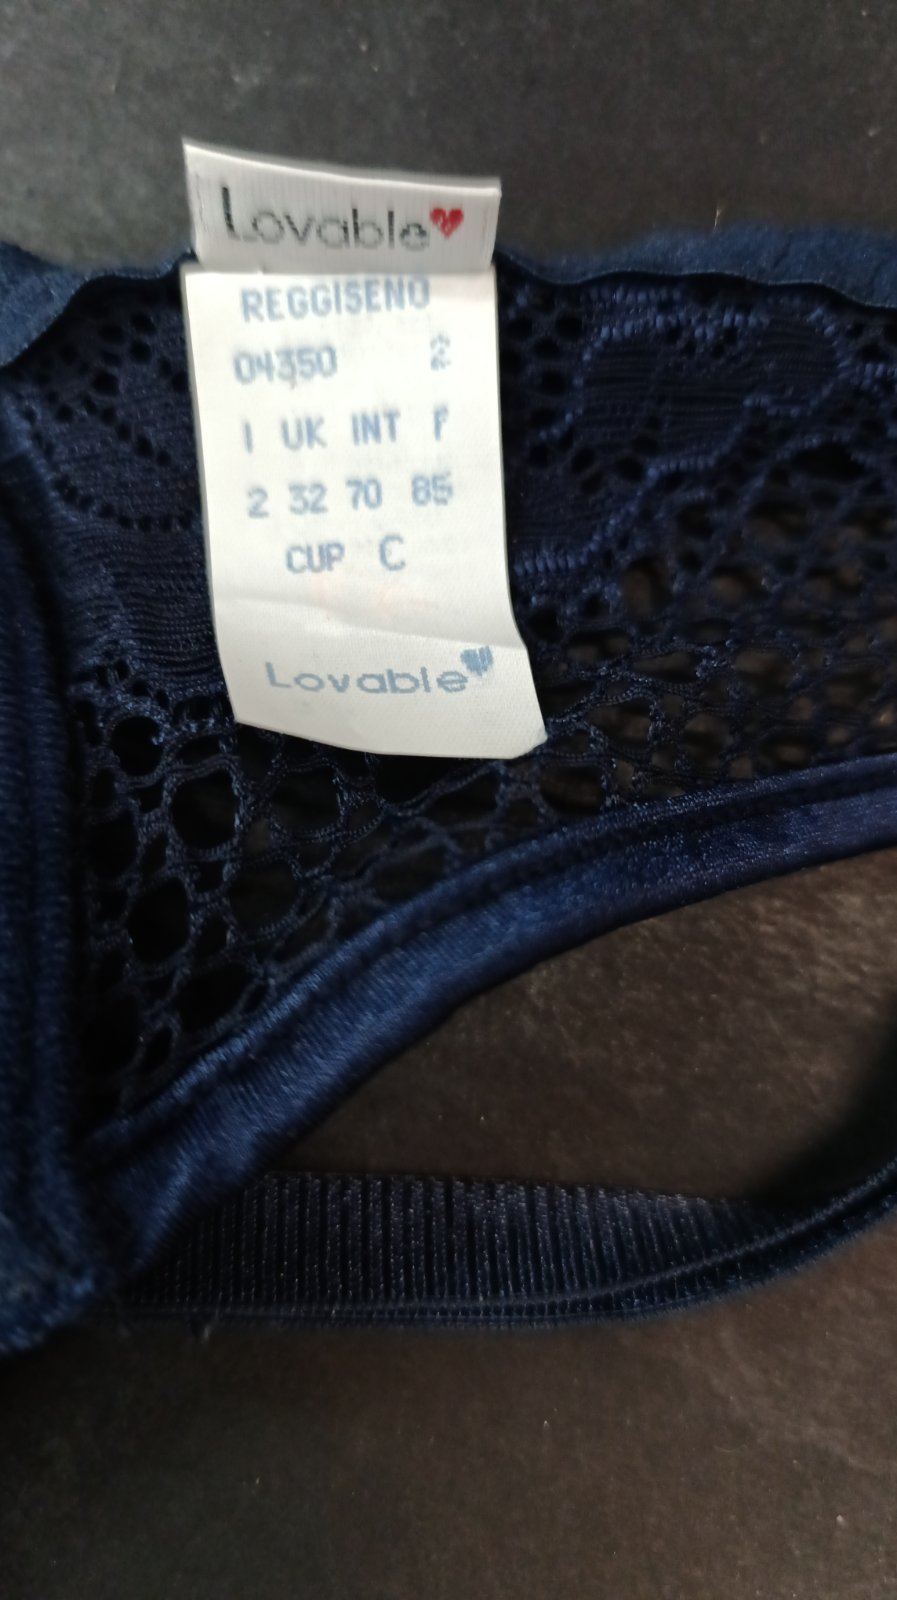 Lovable
REGGISENO
04350 2
I UK INT F
2 32 70 85
CUP C
Lovable